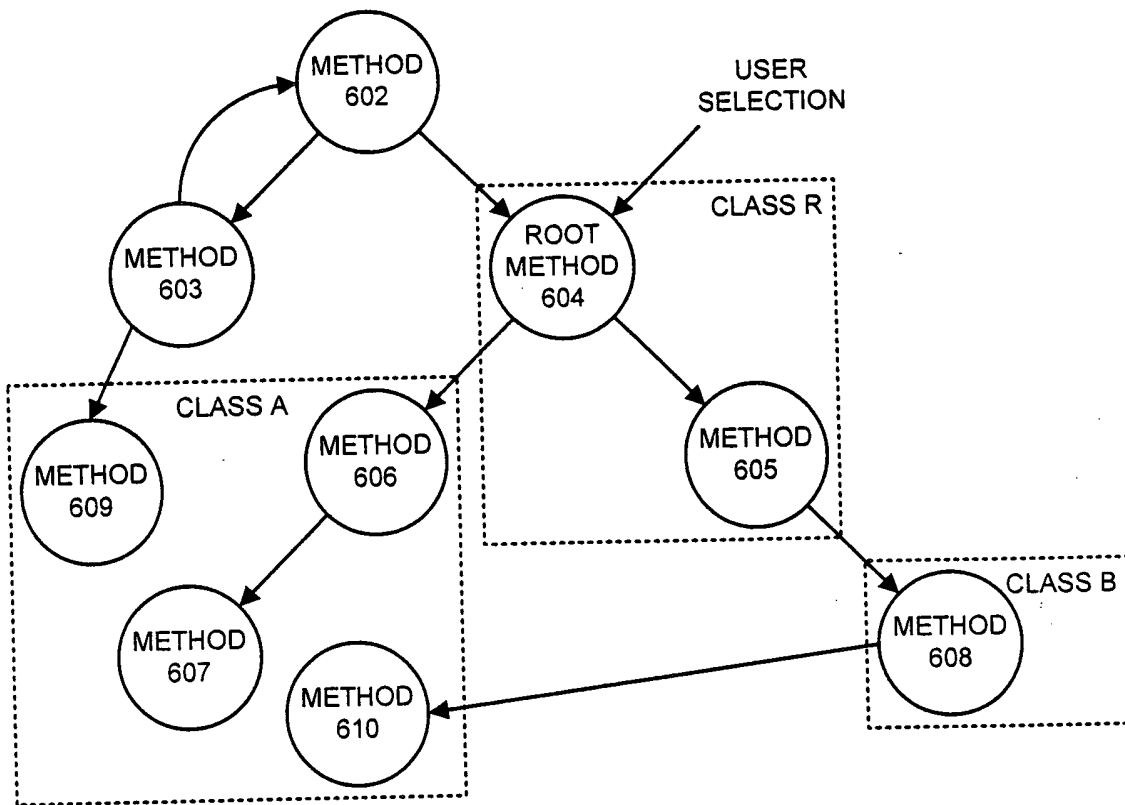 METHOD
602
USER
SELECTION
CLASS R
ROOT
METHOD
604
METHOD
603
CLASS A
METHOD
609
METHOD
606
METHOD
605
CLASS B
METHOD
608
METHOD
607
METHOD
610